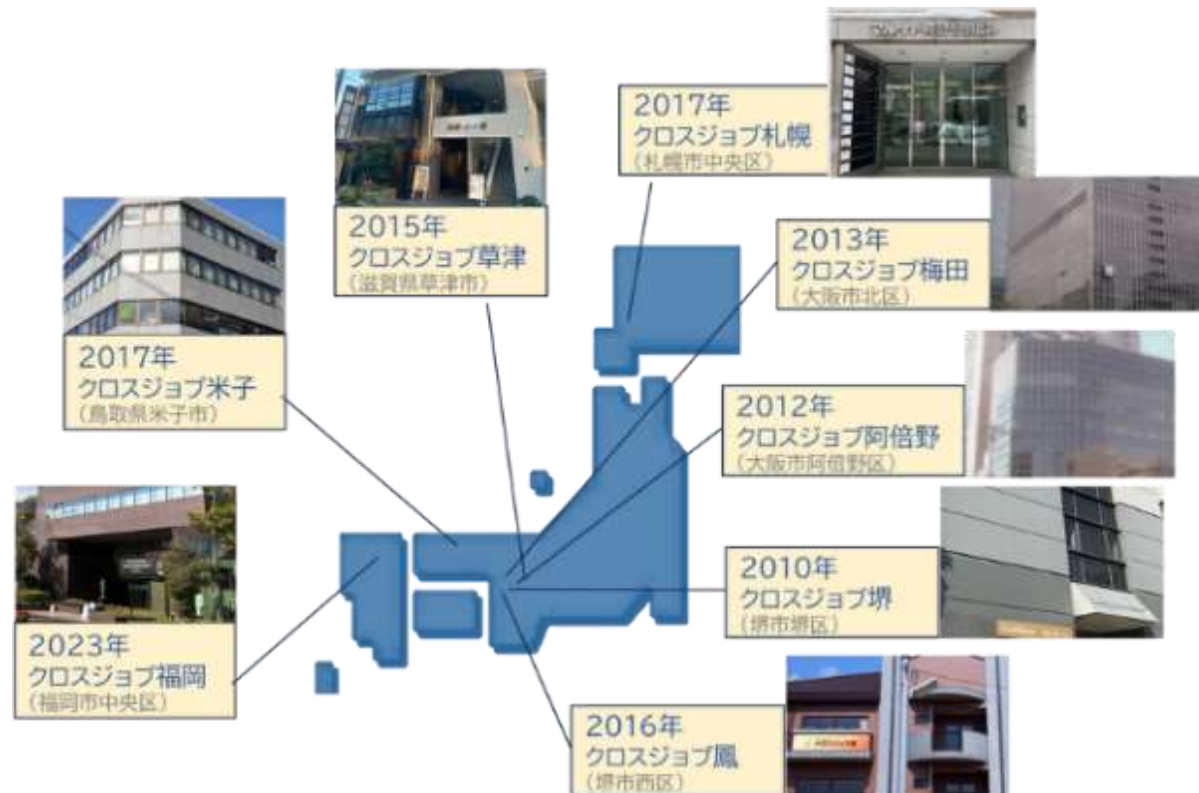 2017年
クロスジョブ札幌
（札幌市中央区）
2015年
クロスジョブ草津
（滋賀県草津市）
2013年
クロスジョブ梅田
（大阪市北区）
2017年
クロスジョブ米子
（鳥取県米子市）
2012年
クロスジョブ阿倍野
（大阪市阿倍野区）
2010年
クロスジョブ堺
（堺市堺区）
2023年
クロスジョブ福岡
（福岡市中央区）
2016年
クロスジョブ鳳
（堺市西区）